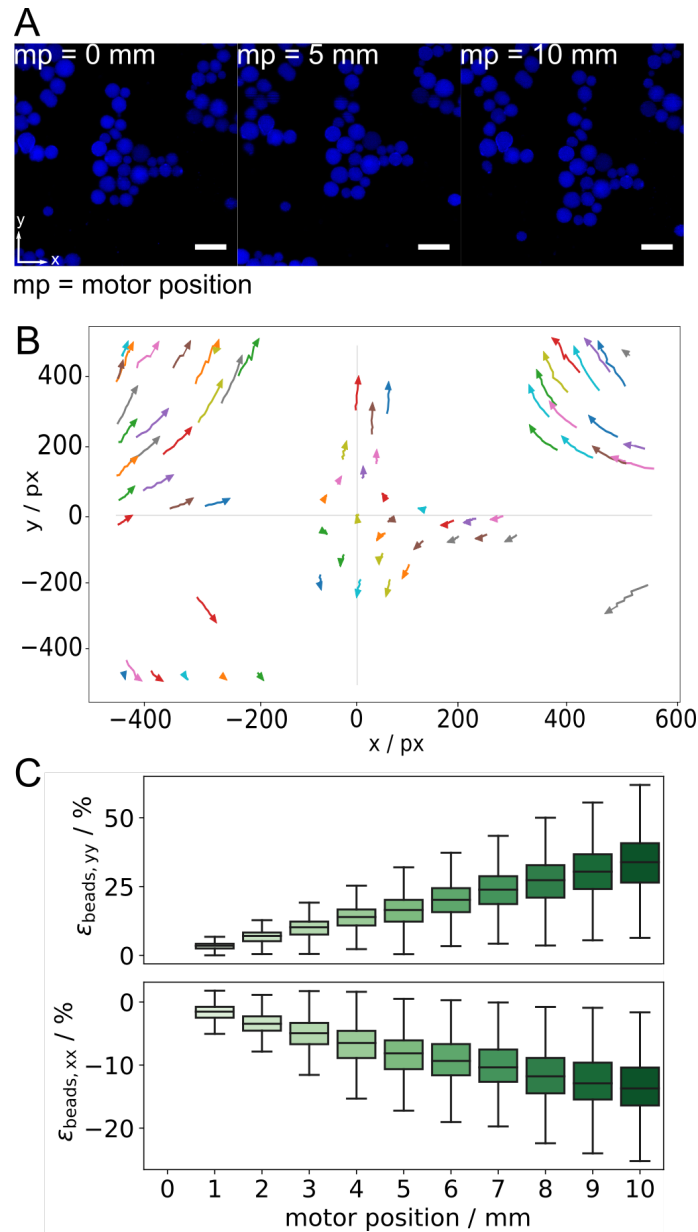 A
mp = 0 mm mp = 5 mm mp = 10 mm
y
x
mp = motor position
B
y / px
400
200
0
−200
−400
−400 −200 0 200 400 600
x / px
C
εbeads,yy / %
50
25
0
εbeads,xx / %
0
−10
−20
0 1 2 3 4 5 6 7 8 9 10
motor position / mm